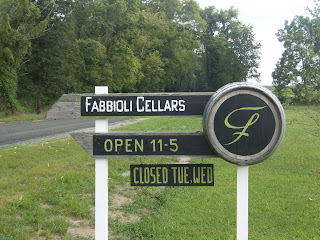 FABBIOLI CELLARS
OPEN 11-5
CLOSED TUE, WED